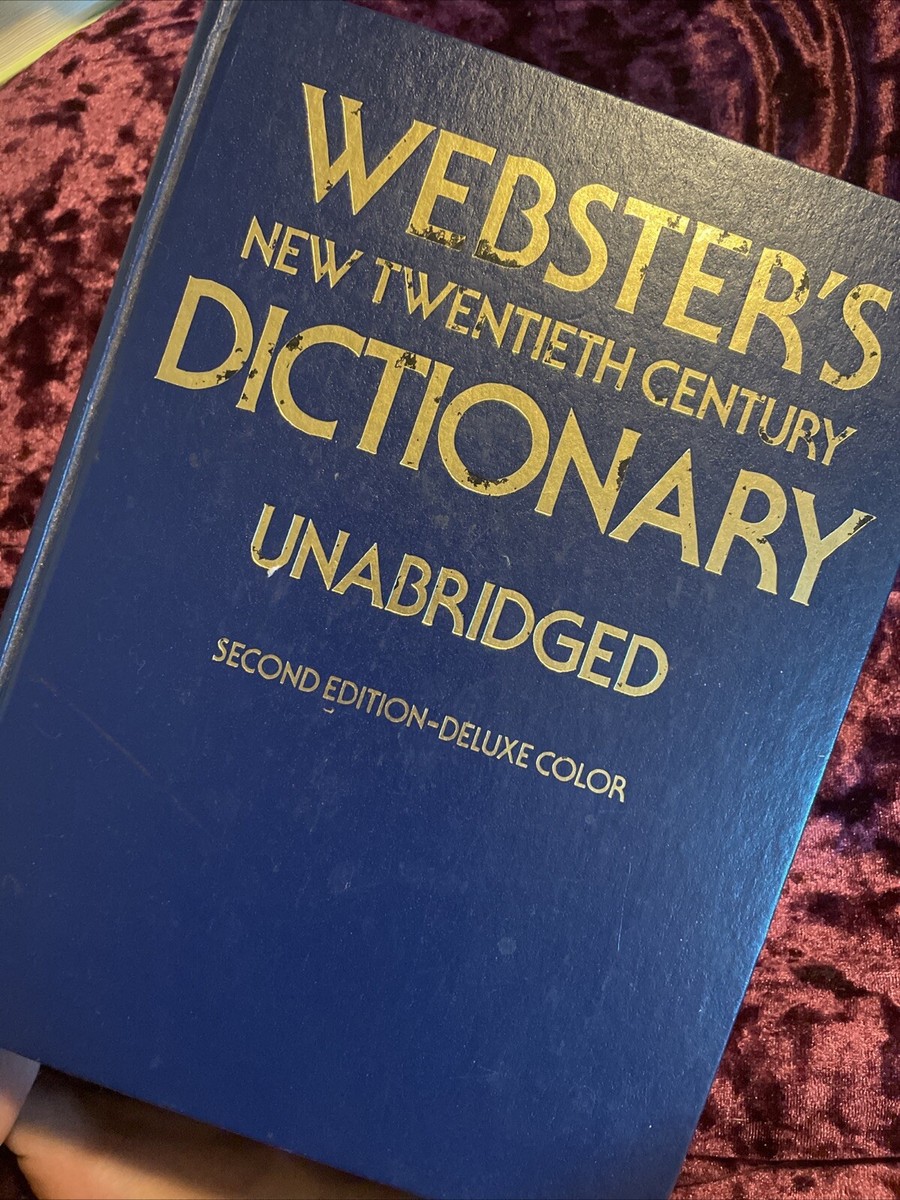 WEBSTER'S
NEW TWENTIETH CENTURY
DICTIONARY
UNABRIDGED
SECOND EDITION-DELUXE COLOR